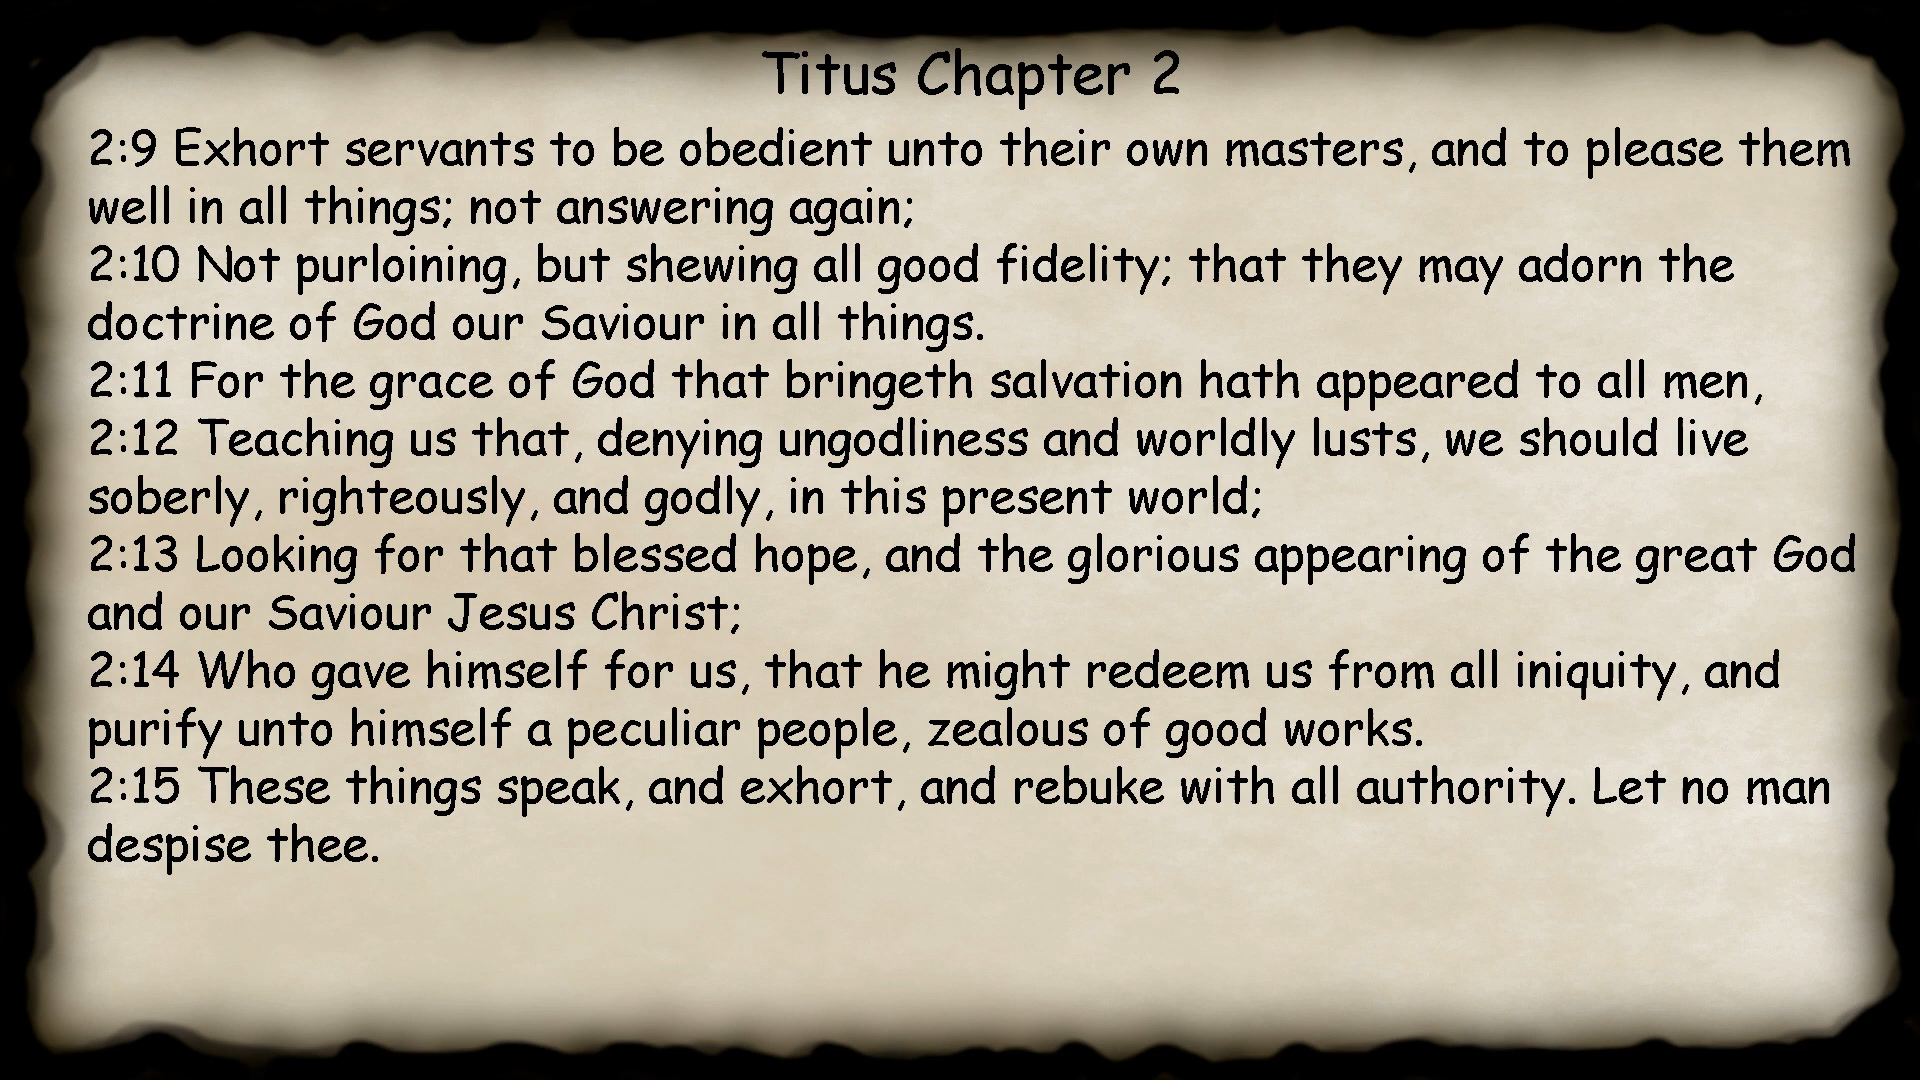 Titus Chapter 2
2:9 Exhort servants to be obedient unto their own masters, and to please them
well in all things; not answering again;
2:10 Not purloining, but shewing all good fidelity; that they may adorn the
doctrine of God our Saviour in all things.
2:11 For the grace of God that bringeth salvation hath appeared to all men,
2:12 Teaching us that, denying ungodliness and worldly lusts, we should live
soberly, righteously, and godly, in this present world;
2:13 Looking for that blessed hope, and the glorious appearing of the great God
and our Saviour Jesus Christ;
2:14 Who gave himself for us, that he might redeem us from all iniquity, and
purify unto himself a peculiar people, zealous of good works.
2:15 These things speak, and exhort, and rebuke with all authority. Let no man
despise thee.